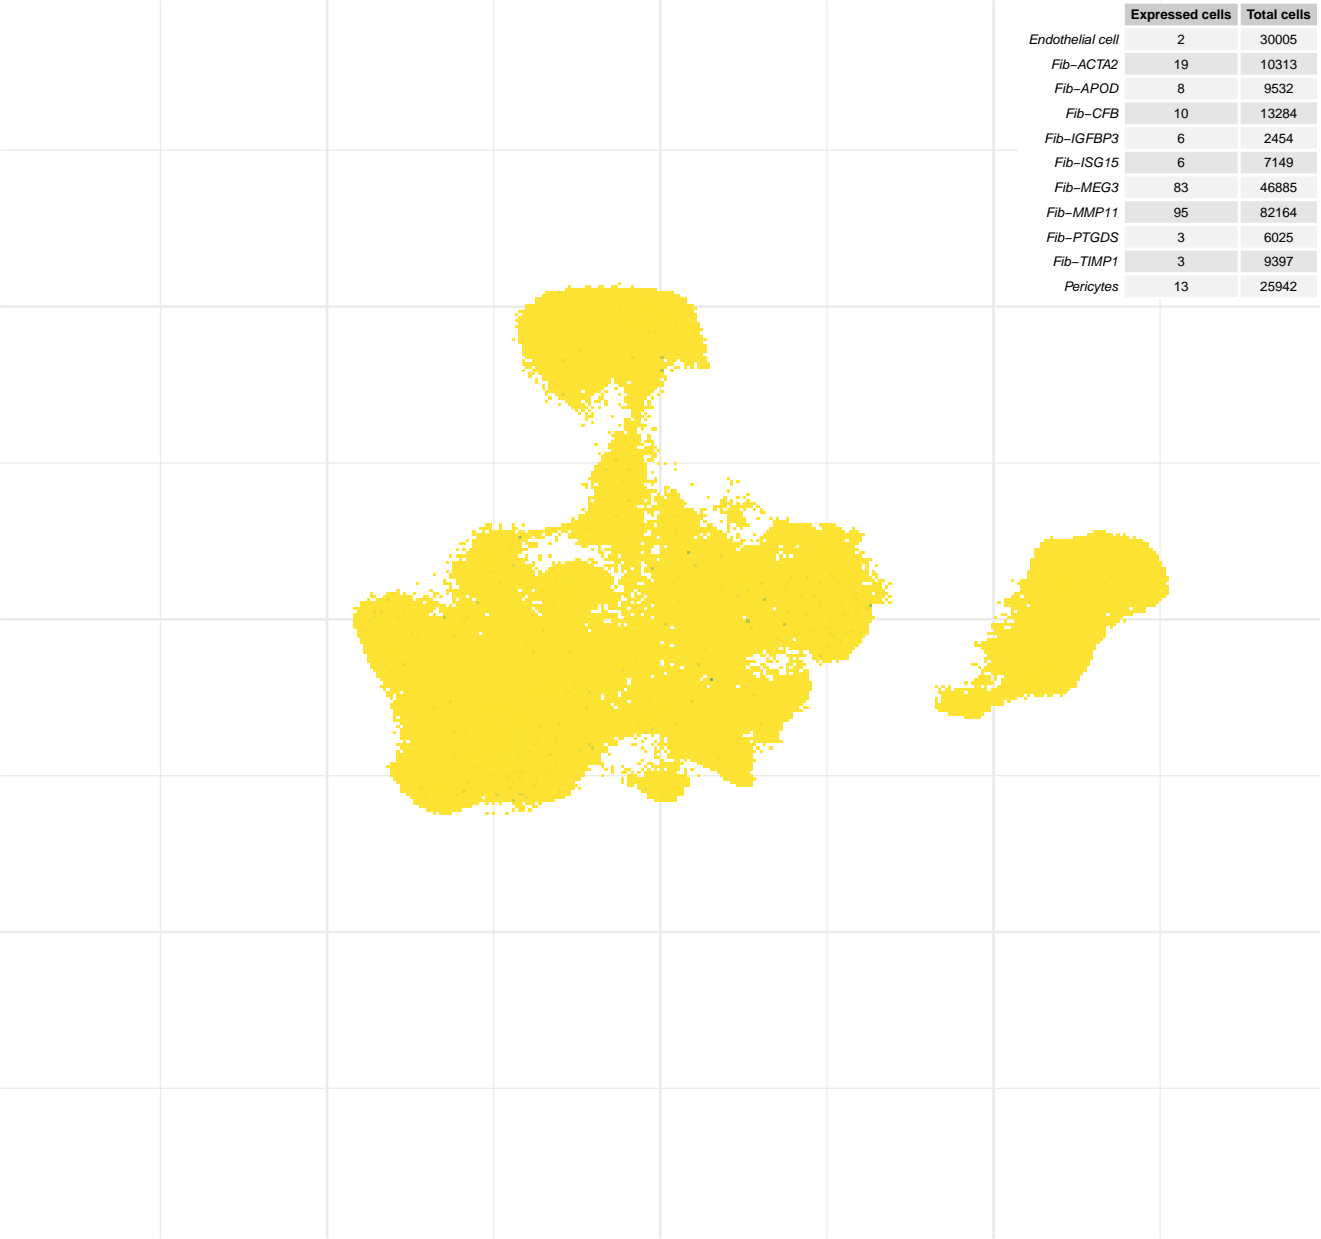 Expressed cells Total cells
Endothelial cell 2 30005
Fib−ACTA2 19 10313
Fib−APOD 8 9532
Fib−CFB 10 13284
Fib−IGFBP3 6 2454
Fib−ISG15 6 7149
Fib−MEG3 83 46885
Fib−MMP11 95 82164
Fib−PTGDS 3 6025
Fib−TIMP1 3 9397
Pericytes 13 25942